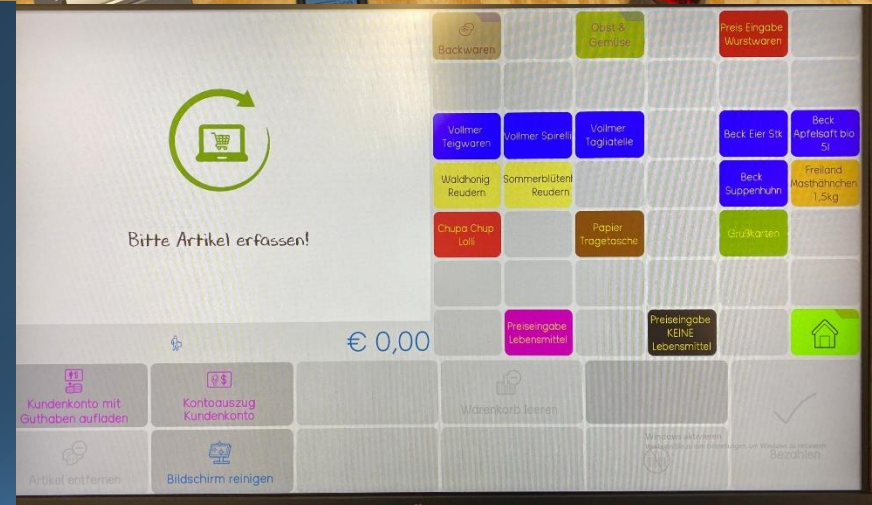 Backwaren
Obst &
Gemüse
Preis Eingabe
Wurstwaren
Vollmer
Teigwaren
Vollmer Spirelli
Vollmer
Tagliatelle
Beck Eier Stk
Beck
Apfelsaft bio
5l
Waldhonig
Reudern
Sommerblütenh
Reudern
Beck
Suppenhuhn
Freiland
Masthähnchen
1,5kg
Bitte Artikel erfassen!
Chupa Chup
Lolli
Papier
Tragetasche
Grußkarten
€ 0,00
Preiseingabe
Lebensmittel
Preiseingabe
KEINE
Lebensmittel
Kundenkonto mit
Guthaben aufladen
Kontoauszug
Kundenkonto
Warenkorb leeren
Artikel entfernen
Bildschirm reinigen
Windows aktivieren
Bezahlen